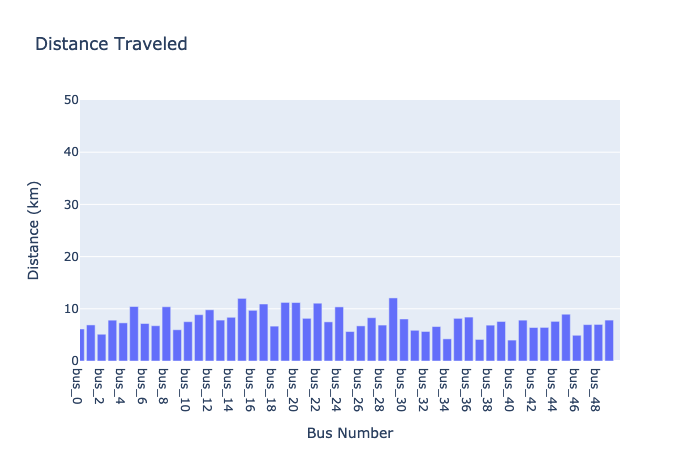 Distance Traveled
50
40
30
20
10
0
Distance (km)
bus_0
bus_2
bus_4
bus_6
bus_8
bus_10
bus_12
bus_14
bus_16
bus_18
bus_20
bus_22
bus_24
bus_26
bus_28
bus_30
bus_32
bus_34
bus_36
bus_38
bus_40
bus_42
bus_44
bus_46
bus_48
Bus Number